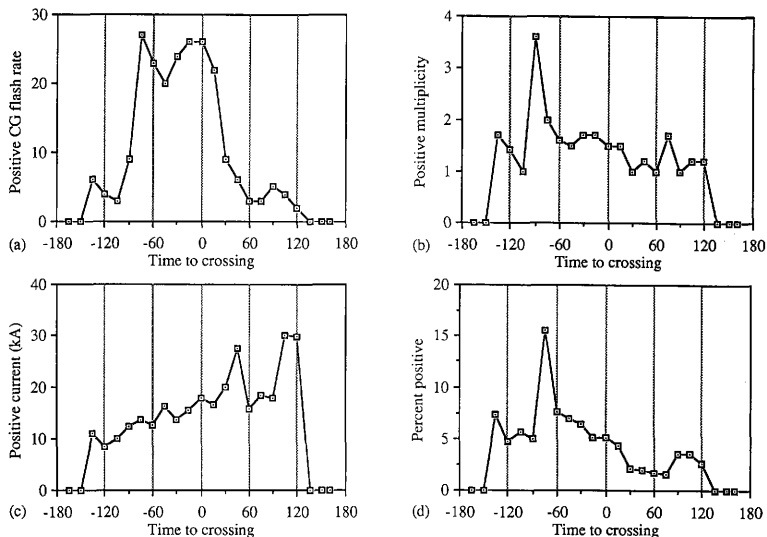 Positive CG flash rate
30
20
10
0
-180 -120 -60 0 60 120 180
(a)
Time to crossing
Positive multiplicity
4
3
2
1
0
-180 -120 -60 0 60 120 180
(b)
Time to crossing
Positive current (kA)
40
30
20
10
0
-180 -120 -60 0 60 120 180
(c)
Time to crossing
Percent positive
20
15
10
5
0
-180 -120 -60 0 60 120 180
(d)
Time to crossing